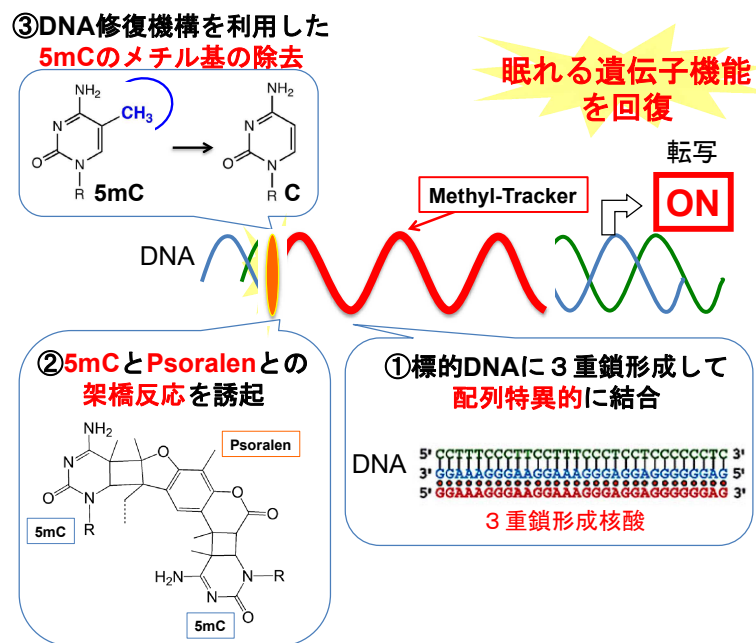 ③DNA修復機構を利用した
5mCのメチル基の除去
NH₂
CH₃
N
O
N
R
5mC
NH₂
N
O
N
R
C
眠れる遺伝子機能
を回復
転写
ON
Methyl-Tracker
DNA
②5mCとPsoralenとの
架橋反応を誘起
NH₂
N
O
N
R
5mC
O
Psoralen
O
O
H₂N
N
N
R
O
5mC
①標的DNAに３重鎖形成して
配列特異的に結合
DNA
5' CCTTTCCCTTCCTTTCCCTCCTCCCCCCTC 3'
3' GGAAAGGGAAGGAAAGGGAGGAGGGGGGAG 5'
5' GGAAAGGGAAGGAAAGGGAGGAGGGGGGAG 3'
３重鎖形成核酸